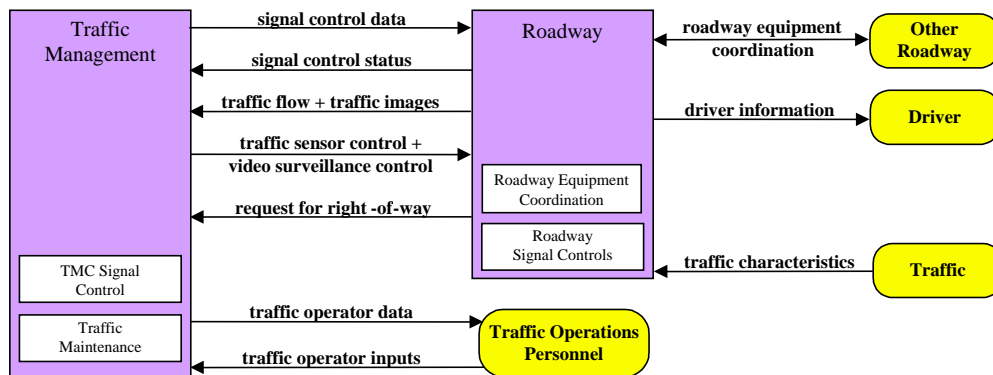 Traffic
Management
signal control data
signal control status
traffic flow + traffic images
traffic sensor control +
video surveillance control
request for right -of-way
TMC Signal
Control
Traffic
Maintenance
traffic operator data
traffic operator inputs
Roadway
Roadway Equipment
Coordination
Roadway
Signal Controls
Traffic Operations
Personnel
roadway equipment
coordination
driver information
traffic characteristics
Other
Roadway
Driver
Traffic